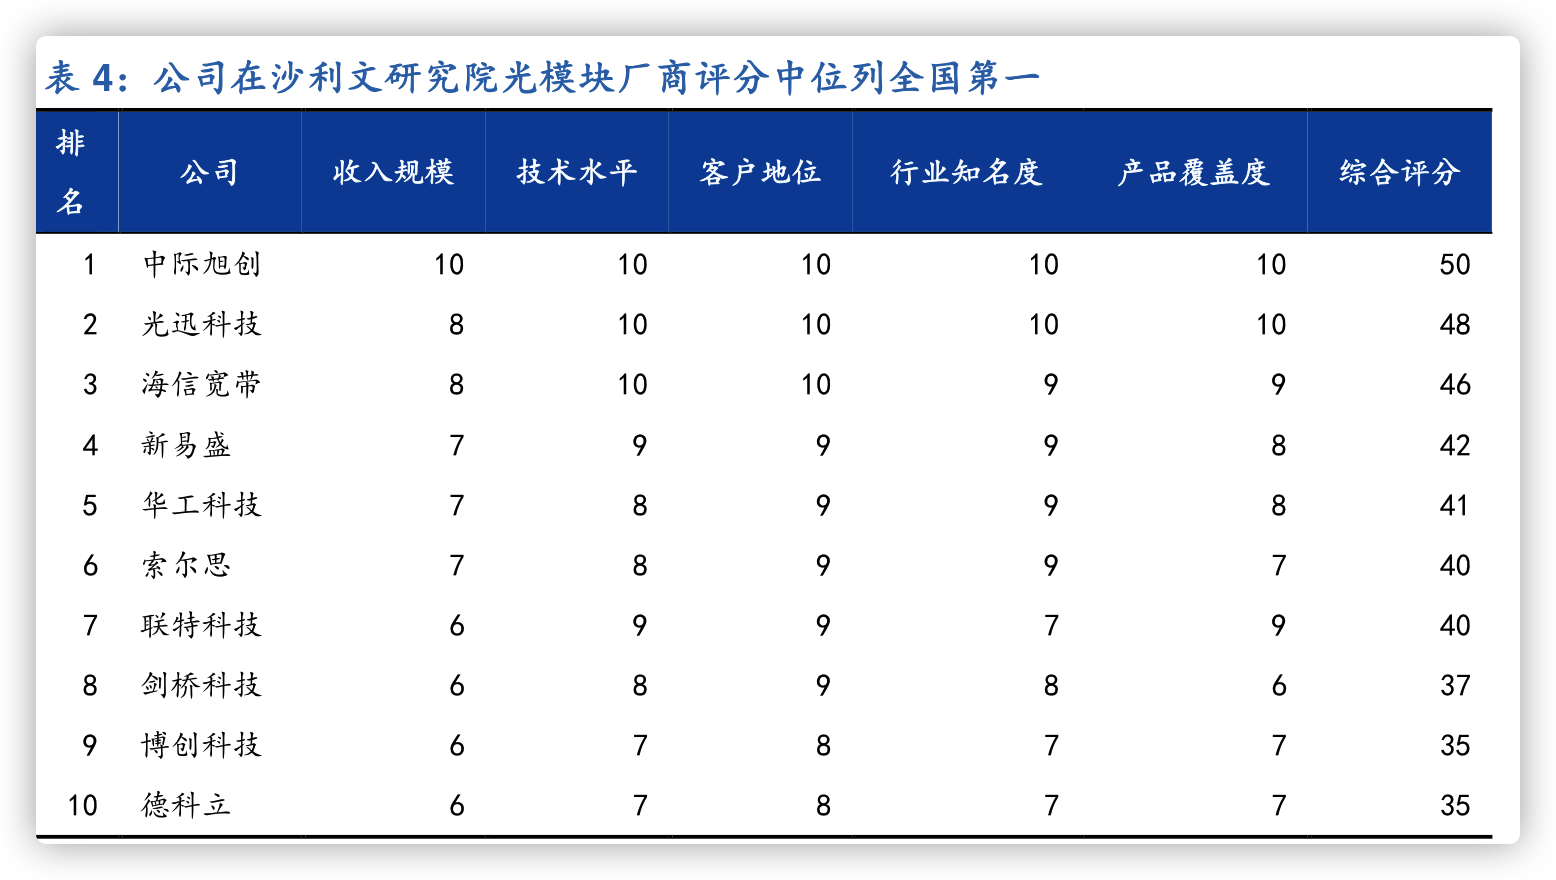 表 4：公司在沙利文研究院光模块厂商评分中位列全国第一
排名 公司 收入规模 技术水平 客户地位 行业知名度 产品覆盖度 综合评分
1 中际旭创 10 10 10 10 10 50
2 光迅科技 8 10 10 10 10 48
3 海信宽带 8 10 10 9 9 46
4 新易盛 7 9 9 9 8 42
5 华工科技 7 8 9 9 8 41
6 索尔思 7 8 9 9 7 40
7 联特科技 6 9 9 7 9 40
8 剑桥科技 6 8 9 8 6 37
9 博创科技 6 7 8 7 7 35
10 德科立 6 7 8 7 7 35